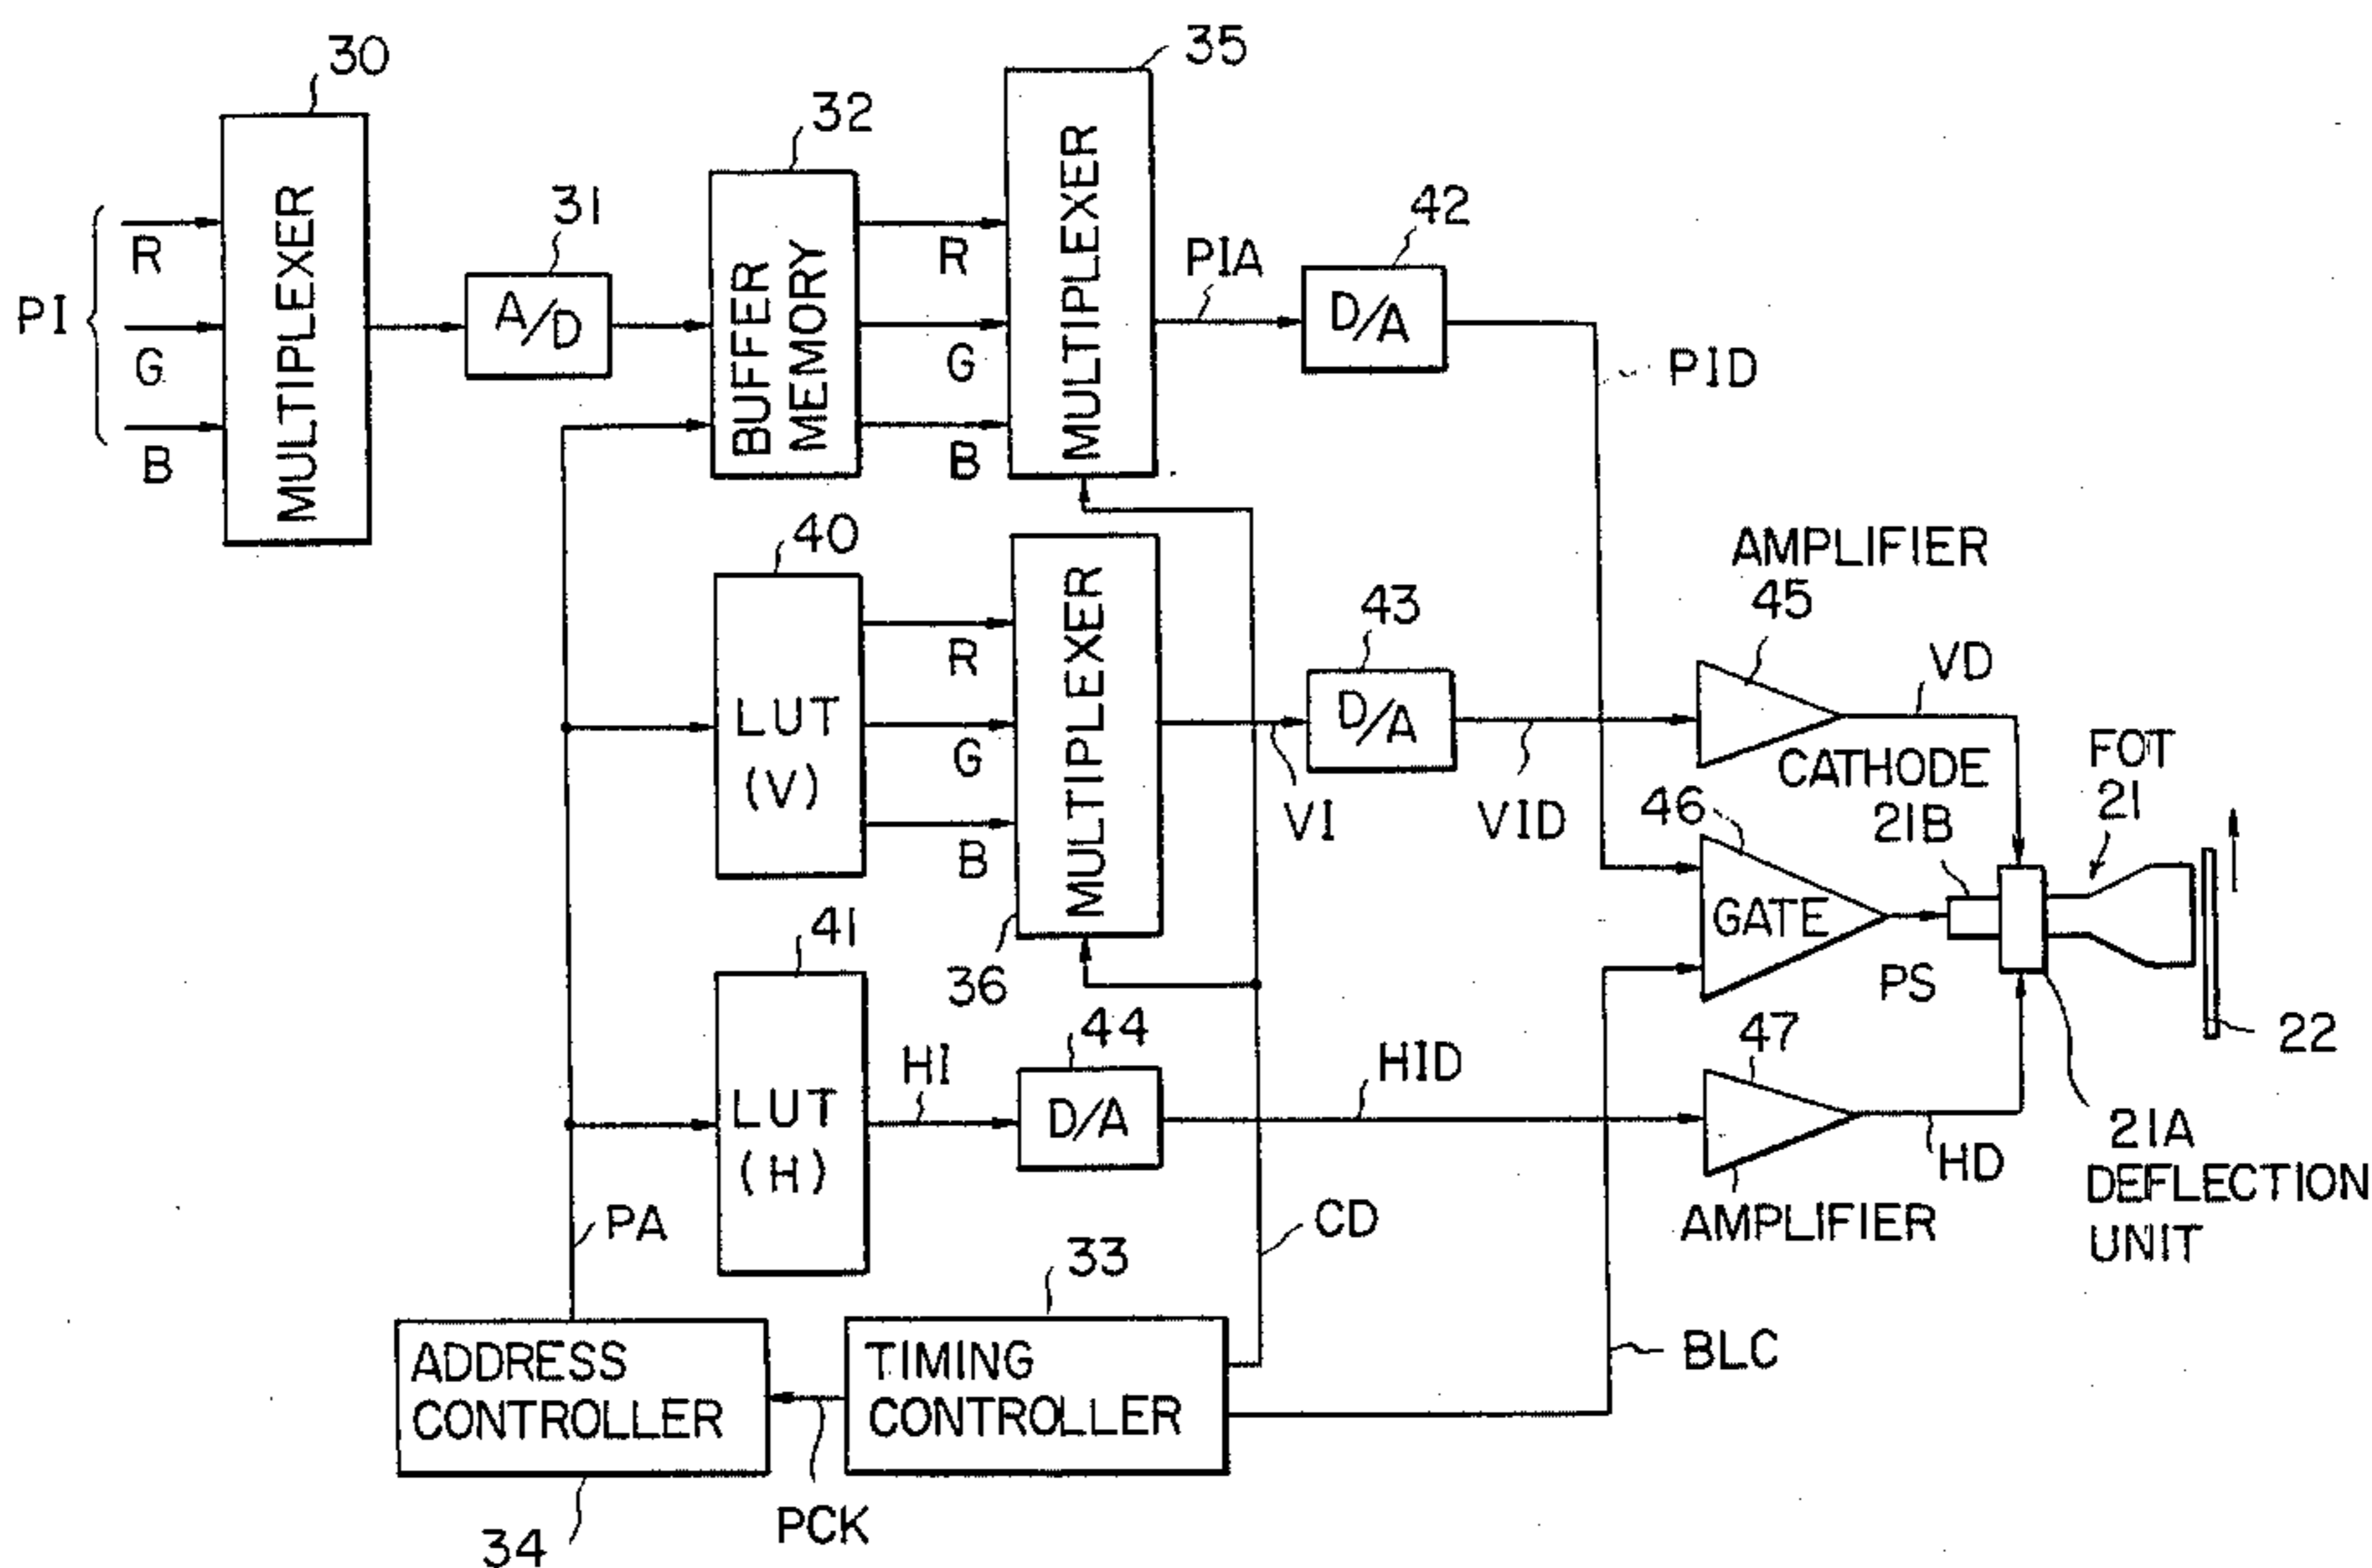 30
35
32
31
42
R
PI
G
B
MULTIPLEXER
A/D
BUFFER
MEMORY
R
G
B
MULTIPLEXER
PIA
D/A
PID
40
43
AMPLIFIER
45
VD
LUT
(V)
R
G
B
MULTIPLEXER
36
VI
D/A
VID
CATHODE
21B
FOT
21
46
GATE
PS
22
41
44
47
LUT
(H)
HI
D/A
HID
HD
AMPLIFIER
21A
DEFLECTION
UNIT
PA
CD
33
BLC
ADDRESS
CONTROLLER
TIMING
CONTROLLER
34
PCK